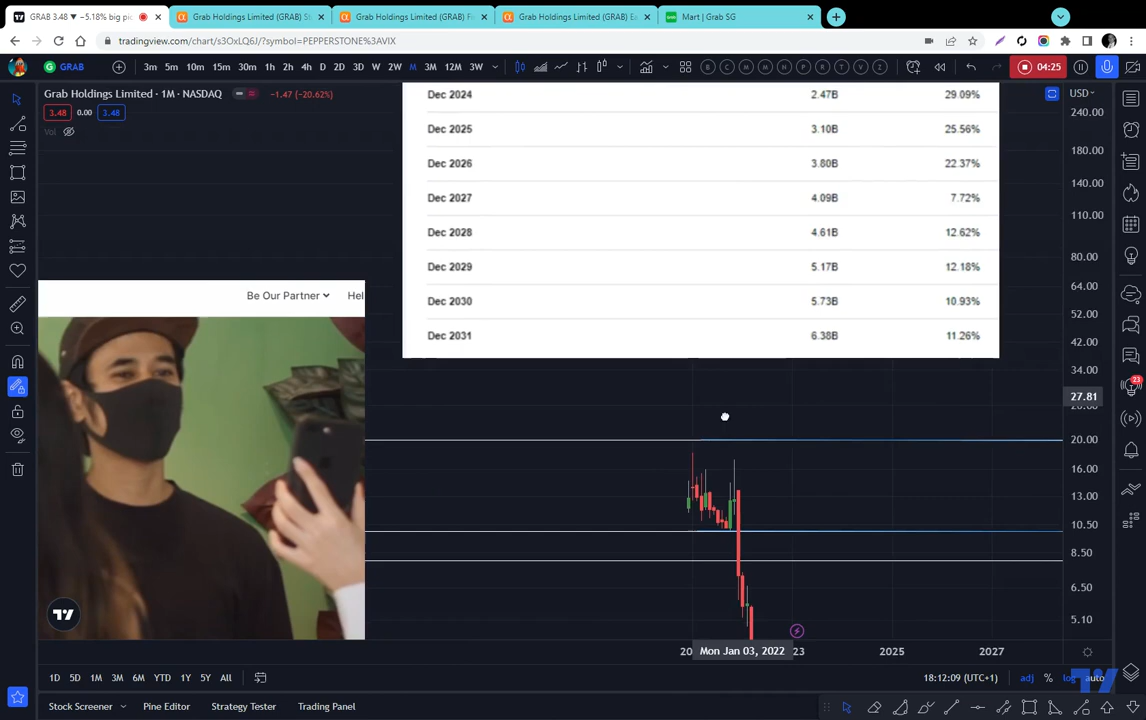 GRAB 3.48 ▼ −5.18% big pic
Grab Holdings Limited (GRAB) St
Grab Holdings Limited (GRAB) F
Grab Holdings Limited (GRAB) Ea
Mart | Grab SG
tradingview.com/chart/s3OxLQ6J/?symbol=PEPPERSTONE%3AVIX
GRAB 3m 5m 10m 15m 30m 1h 2h 4h D 2D 3D W 2W M 3M 12M 3W
04:25
Grab Holdings Limited · 1M · NASDAQ −1.47 (−20.62%)
3.48 0.00 3.48
Vol
USD
Dec 2024 2.47B 29.09%
Dec 2025 3.10B 25.56%
Dec 2026 3.80B 22.37%
Dec 2027 4.09B 7.72%
Dec 2028 4.61B 12.62%
Dec 2029 5.17B 12.18%
Dec 2030 5.73B 10.93%
Dec 2031 6.38B 11.26%
Be Our Partner Hel
240.00
180.00
140.00
110.00
80.00
64.00
52.00
42.00
34.00
27.81
20.00
16.00
13.00
10.50
8.50
6.50
5.10
23
20 Mon Jan 03, 2022 23 2025 2027
1D 5D 1M 3M 6M YTD 1Y 5Y All
18:12:09 (UTC+1) adj % log auto
Stock Screener Pine Editor Strategy Tester Trading Panel